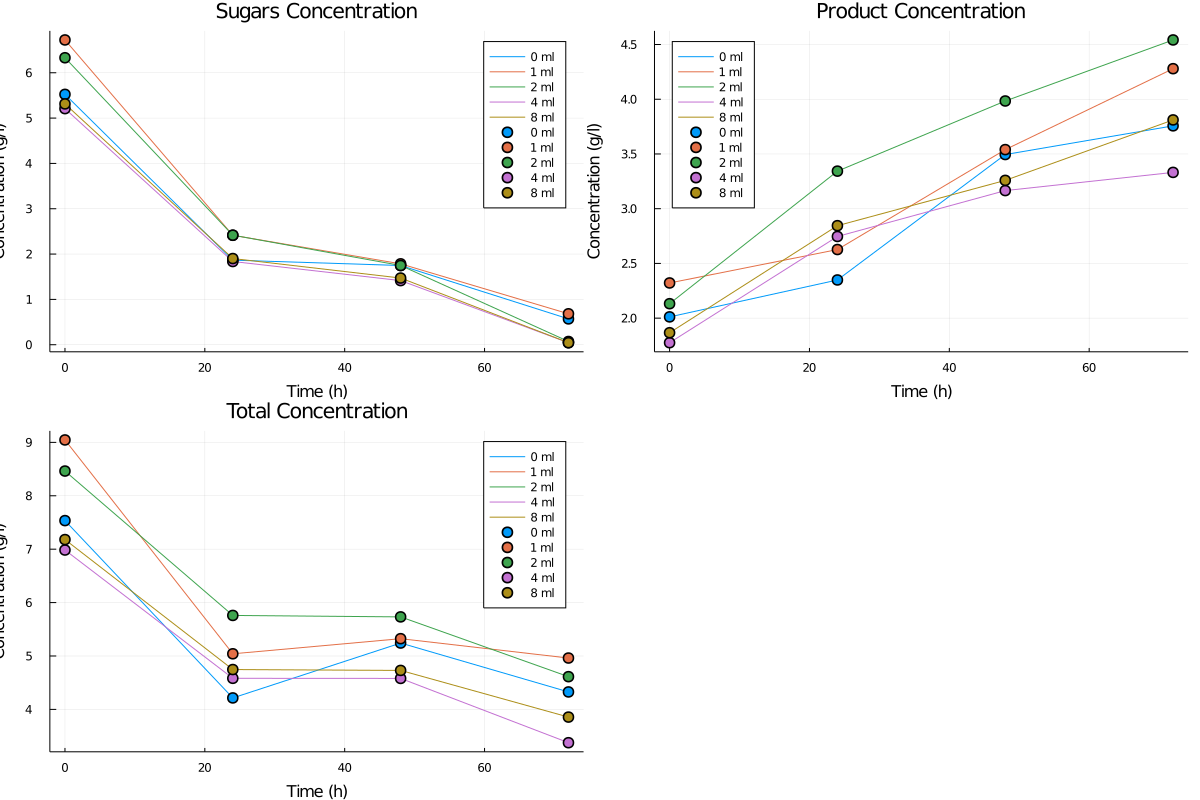 Sugars Concentration
6
5
4
3
2
1
0
0 20 40 60
Time (h)
0 ml
1 ml
2 ml
4 ml
8 ml
0 ml
1 ml
2 ml
4 ml
8 ml
Product Concentration
Concentration (g/l)
4.5
4.0
3.5
3.0
2.5
2.0
0 20 40 60
Time (h)
0 ml
1 ml
2 ml
4 ml
8 ml
0 ml
1 ml
2 ml
4 ml
8 ml
Total Concentration
9
8
7
6
5
4
0 20 40 60
Time (h)
0 ml
1 ml
2 ml
4 ml
8 ml
0 ml
1 ml
2 ml
4 ml
8 ml